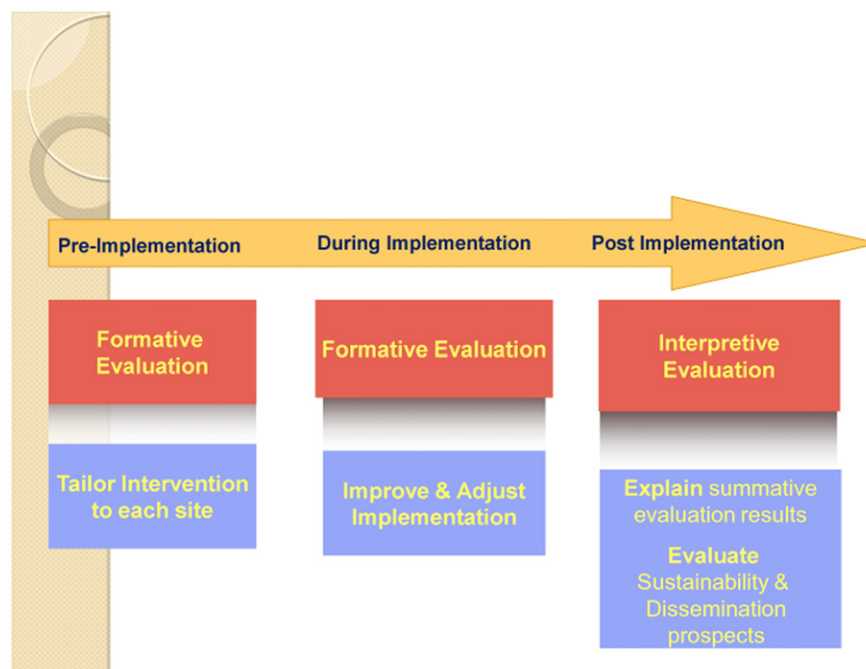 Pre-Implementation
During Implementation
Post Implementation
Formative
Evaluation
Formative Evaluation
Interpretive
Evaluation
Tailor Intervention
to each site
Improve & Adjust
Implementation
Explain summative
evaluation results
Evaluate
Sustainability &
Dissemination
prospects